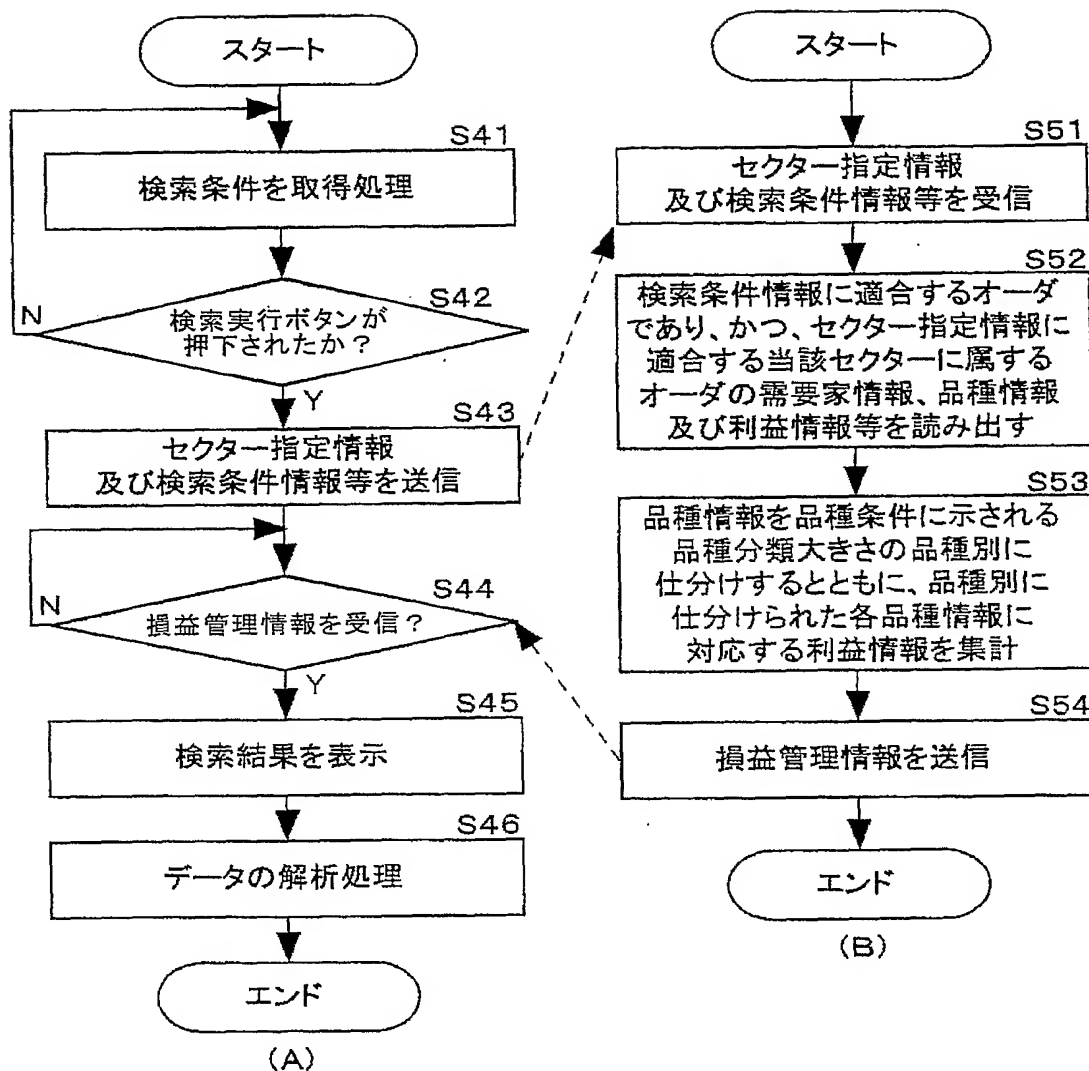 スタート
S41
検索条件を取得処理
S42
検索実行ボタンが
押下されたか？
N
Y
S43
セクター指定情報
及び検索条件情報等を送信
S44
損益管理情報を受信？
N
Y
S45
検索結果を表示
S46
データの解析処理
エンド
(A)
スタート
S51
セクター指定情報
及び検索条件情報等を受信
S52
検索条件情報に適合するオーダ
であり、かつ、セクター指定情報に
適合する当該セクターに属する
オーダの需要家情報、品種情報
及び利益情報等を読み出す
S53
品種情報を品種条件に示される
品種分類大きさの品種別に
仕分けするとともに、品種別に
仕分けられた各品種情報に
対応する利益情報を集計
S54
損益管理情報を送信
エンド
(B)